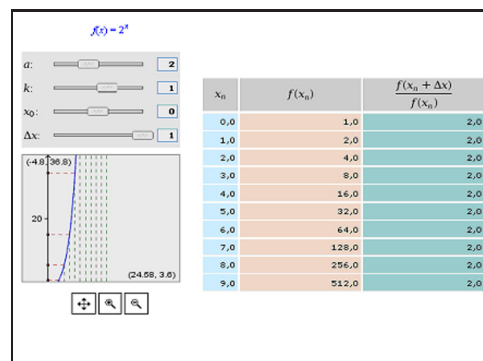 f(x) = 2^x
a: 2
k: 1
x₀: 0
Δx: 1
(-4.8, 36.8)
20
(24.58, 3.6)
xₙ f(xₙ) f(xₙ + Δx) / f(xₙ)
0,0 1,0 2,0
1,0 2,0 2,0
2,0 4,0 2,0
3,0 8,0 2,0
4,0 16,0 2,0
5,0 32,0 2,0
6,0 64,0 2,0
7,0 128,0 2,0
8,0 256,0 2,0
9,0 512,0 2,0